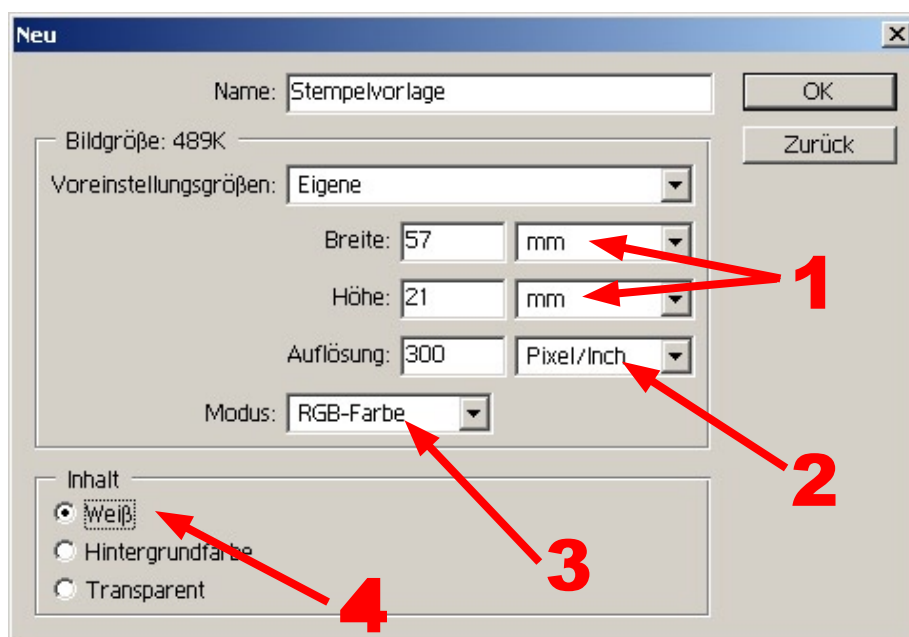 Neu
Name: Stempelvorlage
OK
Bildgröße: 489K
Zurück
Voreinstellungsgrößen: Eigene
Breite: 57 mm
1
Höhe: 21 mm
Auflösung: 300 Pixel/Inch
Modus: RGB-Farbe
2
Inhalt
Weiß
3
Hintergrundfarbe
4
Transparent